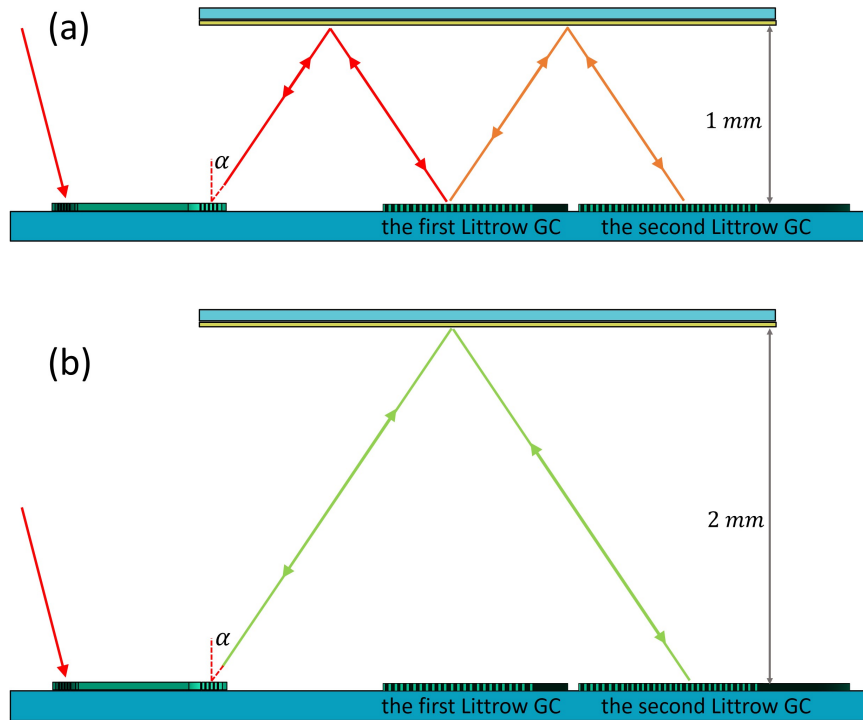 (a)
α
1 mm
the first Littrow GC
the second Littrow GC
(b)
α
2 mm
the first Littrow GC
the second Littrow GC